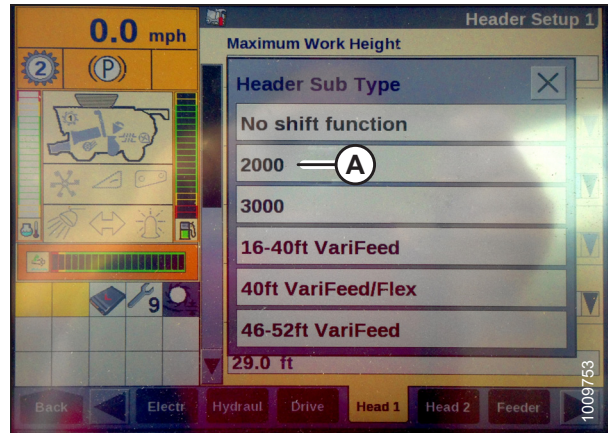 0.0 mph
Header Setup 1
2
(P)
Maximum Work Height
Header Sub Type
No shift function
2000
A
3000
16-40ft VariFeed
40ft VariFeed/Flex
46-52ft VariFeed
9
29.0 ft
Back
Electr
Hydraul
Drive
Head 1
Head 2
Feeder
1009753